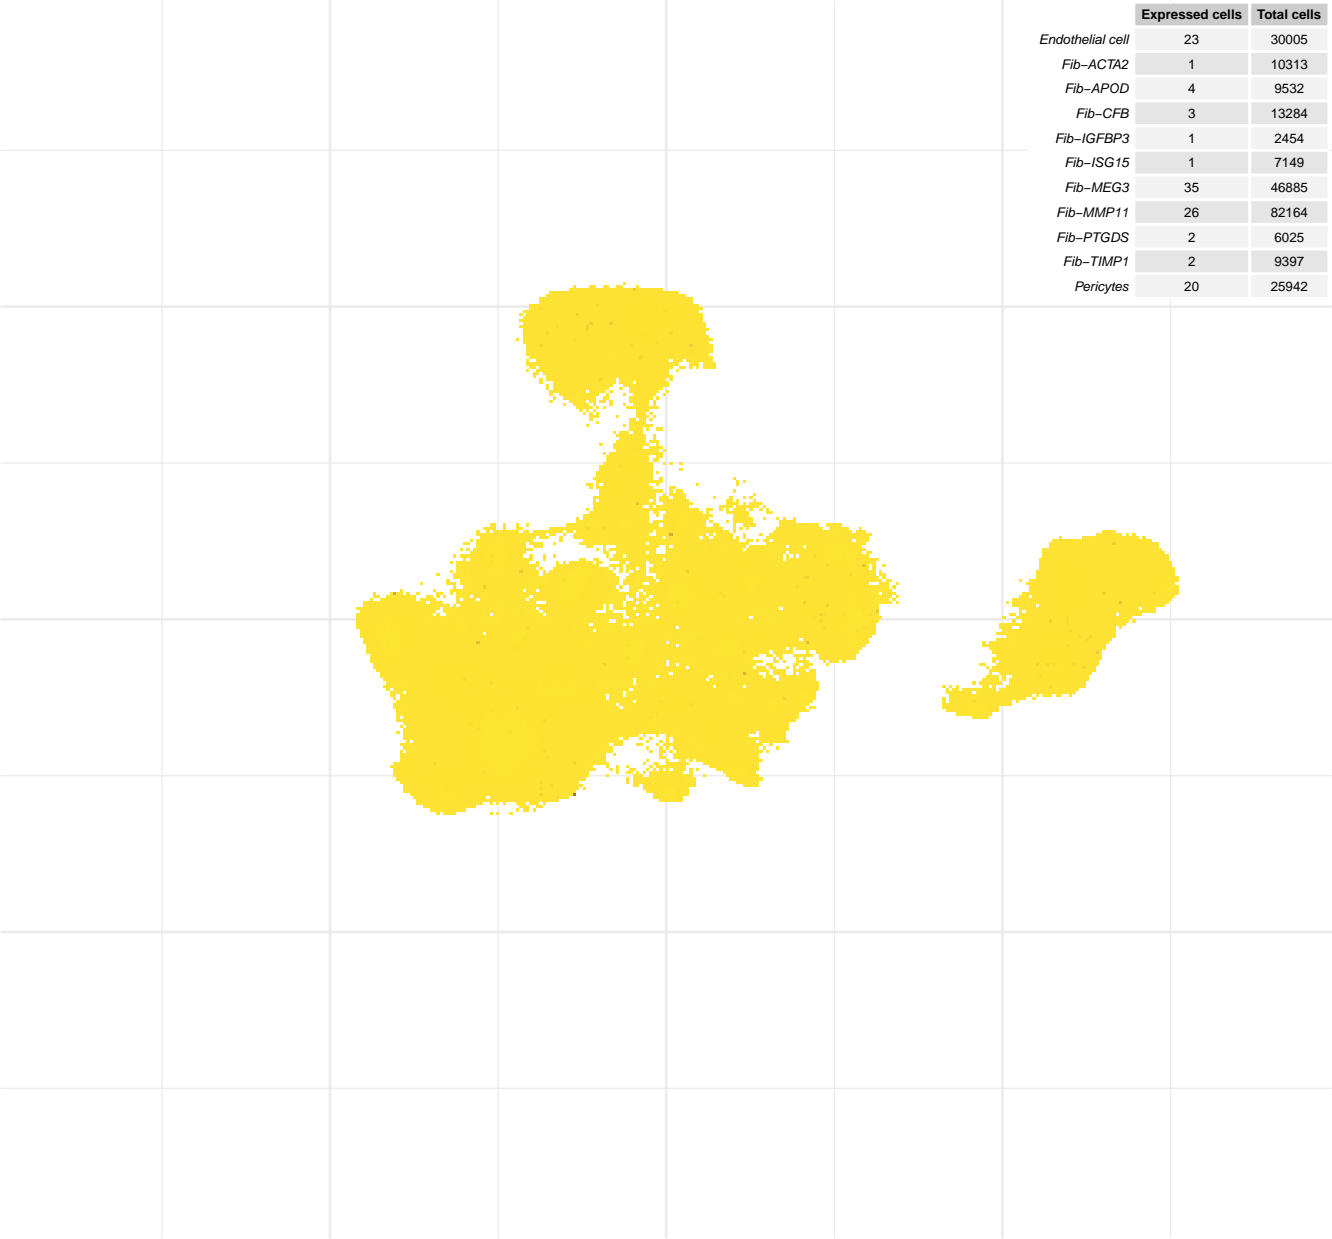 Expressed cells Total cells
Endothelial cell 23 30005
Fib−ACTA2 1 10313
Fib−APOD 4 9532
Fib−CFB 3 13284
Fib−IGFBP3 1 2454
Fib−ISG15 1 7149
Fib−MEG3 35 46885
Fib−MMP11 26 82164
Fib−PTGDS 2 6025
Fib−TIMP1 2 9397
Pericytes 20 25942